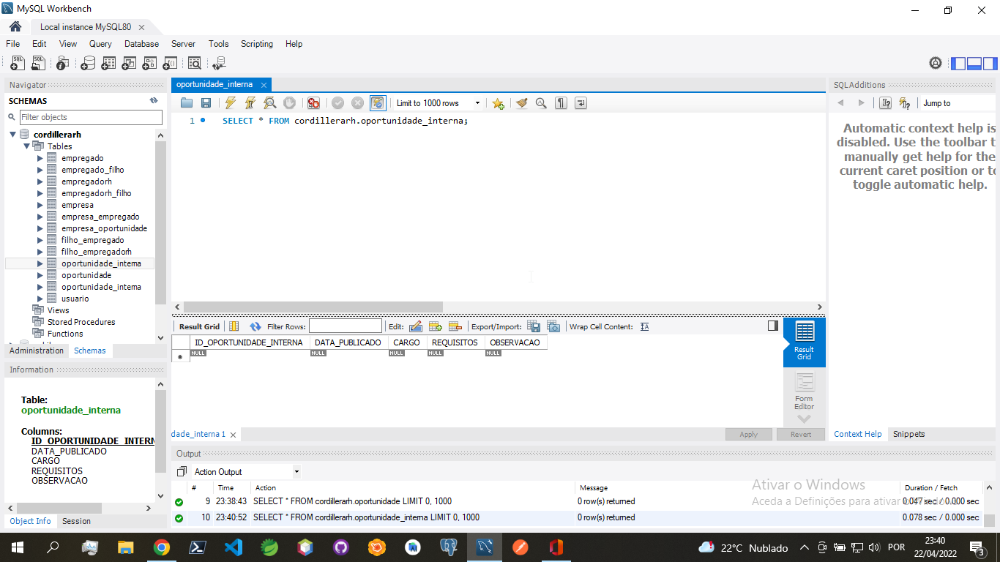 MySQL Workbench
Local instance MySQL80
File Edit View Query Database Server Tools Scripting Help
Navigator
SCHEMAS
Filter objects
cordillerarh
Tables
empregado
empregado_filho
empregadorh
empregadorh_filho
empresa
empresa_empregado
empresa_oportunidade
filho_empregado
filho_empregadorh
oportunidade_interna
oportunidade
oportunidade_interna
usuario
Views
Stored Procedures
Functions
Administration Schemas
Information
Table:
oportunidade_interna
Columns:
ID_OPORTUNIDADE_INTERN
DATA_PUBLICADO
CARGO
REQUISITOS
OBSERVACAO
Object Info Session
oportunidade_interna
Limit to 1000 rows
1 SELECT * FROM cordillerarh.oportunidade_interna;
Result Grid Filter Rows: Edit: Export/Import: Wrap Cell Content:
ID_OPORTUNIDADE_INTERNA DATA_PUBLICADO CARGO REQUISITOS OBSERVACAO
NULL NULL NULL NULL NULL
Result
Grid
Form
Editor
dade_interna 1
Apply Revert
SQLAdditions
Jump to
Automatic context help is
disabled. Use the toolbar t
manually get help for the
current caret position or to
toggle automatic help.
Context Help Snippets
Output
Action Output
# Time Action Message Duration / Fetch
9 23:38:43 SELECT * FROM cordillerarh.oportunidade LIMIT 0, 1000 0 row(s) returned 0.047 sec / 0.000 sec
10 23:40:52 SELECT * FROM cordillerarh.oportunidade_interna LIMIT 0, 1000 0 row(s) returned 0.078 sec / 0.000 sec
Ativar o Windows
Aceda a Definições para ativar o Windows.
22°C Nublado POR 23:40
22/04/2022
3